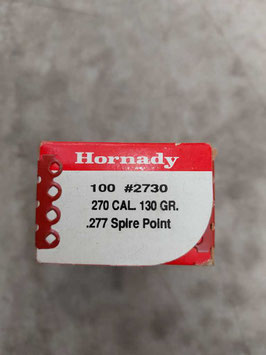 Hornady
100 #2730
270 CAL. 130 GR.
.277 Spire Point